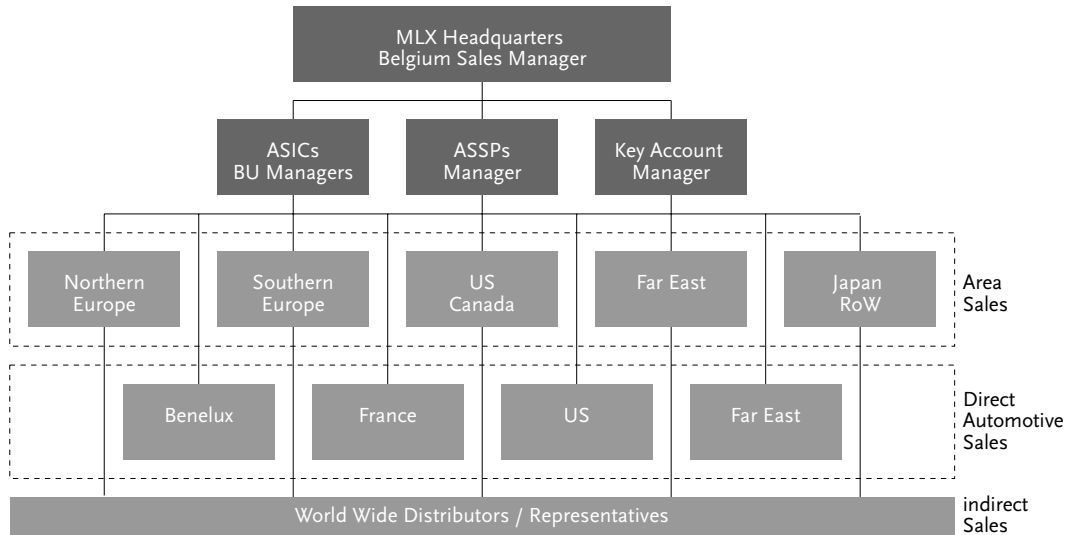 MLX Headquarters
Belgium Sales Manager
ASICs
BU Managers
ASSPs
Manager
Key Account
Manager
Northern
Europe
Southern
Europe
US
Canada
Far East
Japan
RoW
Area
Sales
Benelux
France
US
Far East
Direct
Automotive
Sales
World Wide Distributors / Representatives
indirect
Sales